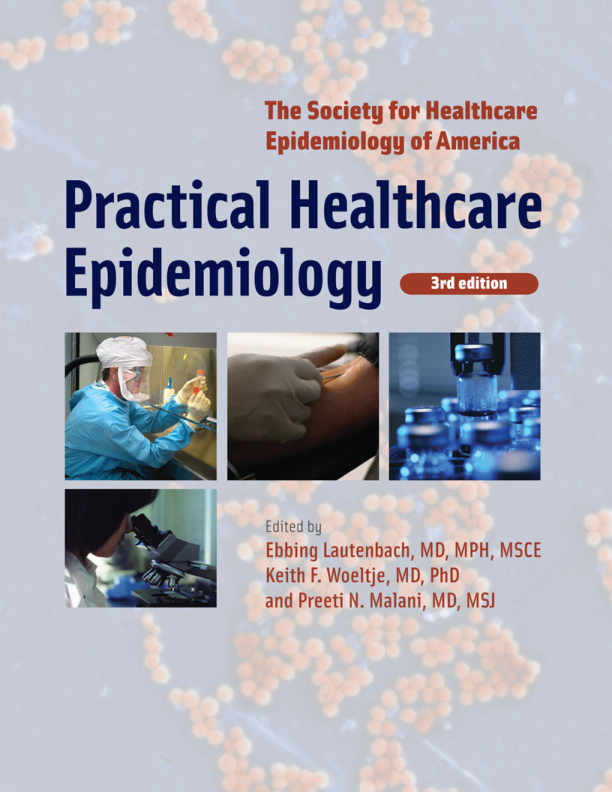 The Society for Healthcare
Epidemiology of America
Practical Healthcare
Epidemiology
3rd edition
Edited by
Ebbing Lautenbach, MD, MPH, MSCE
Keith F. Woeltje, MD, PhD
and Preeti N. Malani, MD, MSJ